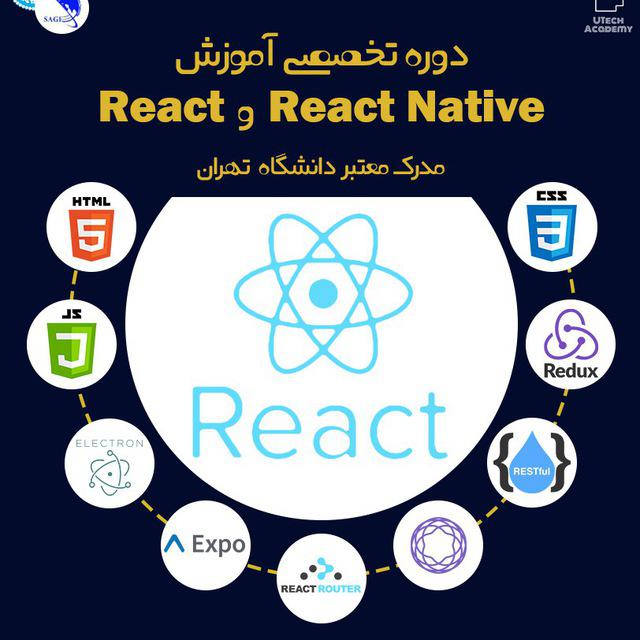 SAGE
UTECH
ACADEMY
دوره تخصصی آموزش
React و React Native
مدرک معتبر دانشگاه تهران
HTML
5
CSS
3
JS
Redux
React
ELECTRON
{RESTful}
Expo
REACT ROUTER